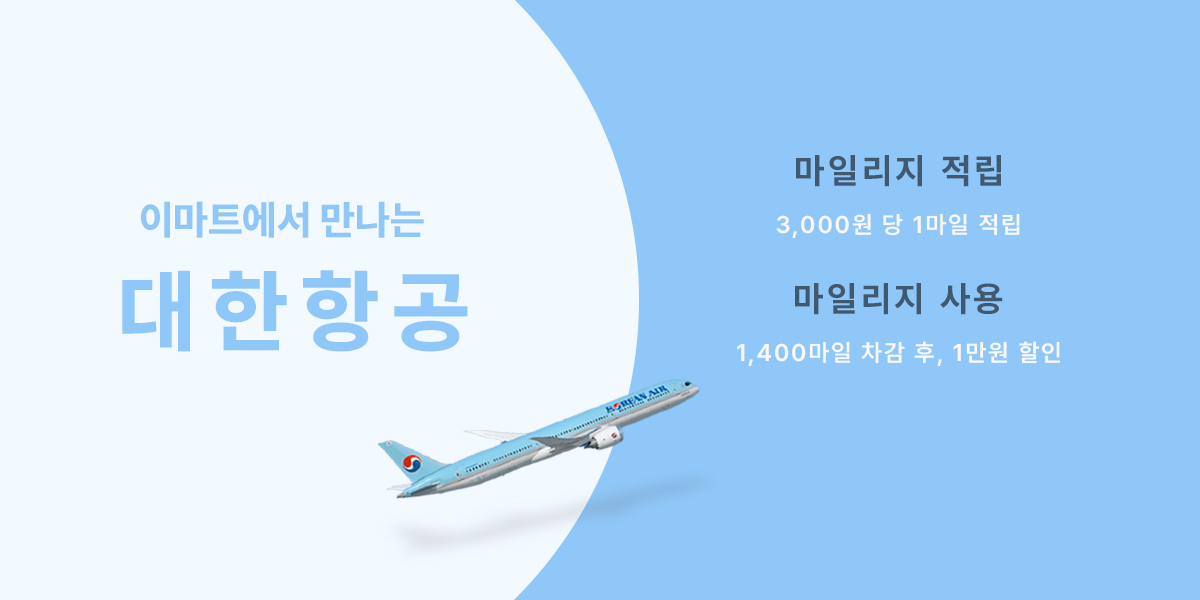 이마트에서 만나는
대한항공
마일리지 적립
3,000원 당 1마일 적립
마일리지 사용
1,400마일 차감 후, 1만원 할인
KOREAN AIR